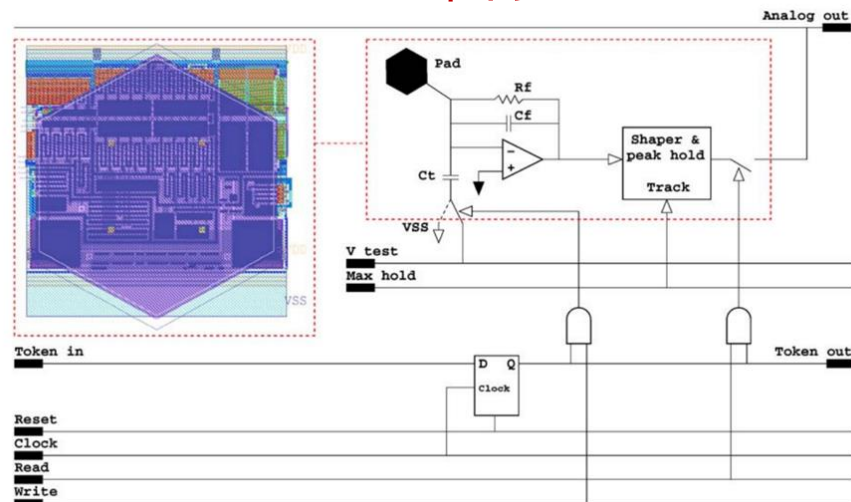 Analog out
VDD
Pad
Rf
Cf
Shaper &
peak hold
Track
Ct
VSS
V test
Max hold
VSS
Token in
Token out
D Q
Clock
Reset
Clock
Read
Write